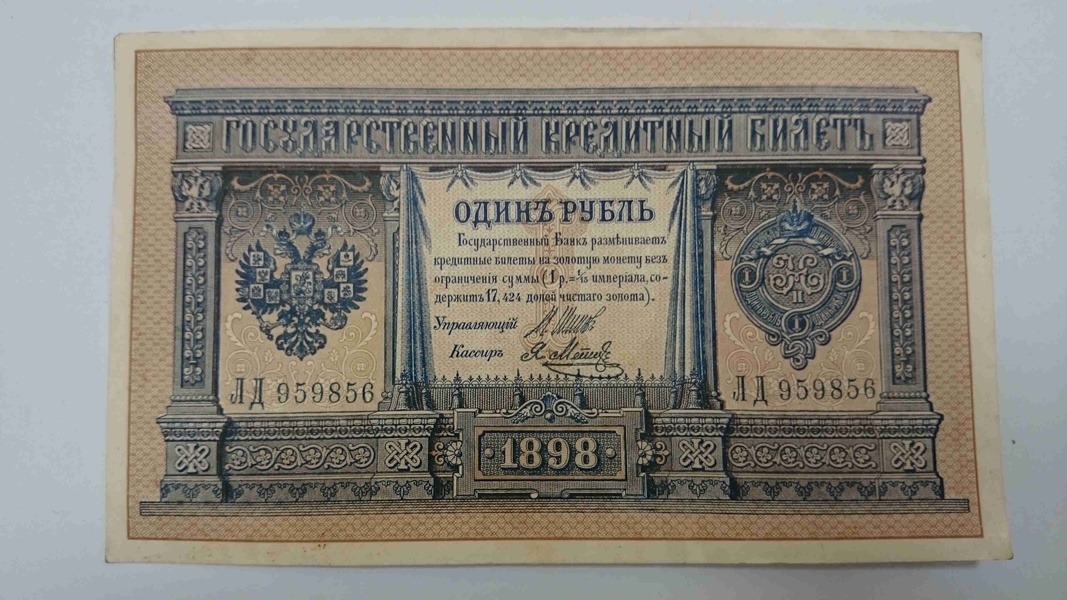 ГОСУДАРСТВЕННЫЙ КРЕДИТНЫЙ БИЛЕТЪ
ОДИНЪ РУБЛЬ
Государственный Банкъ размѣниваетъ
кредитные билеты на золотую монету безъ
ограниченія суммы (1 р.=1/15 имперіала, со-
держитъ 17,424 долей чистаго золота).
Управляющій
Кассиръ
ЛД 959856
ЛД 959856
1898